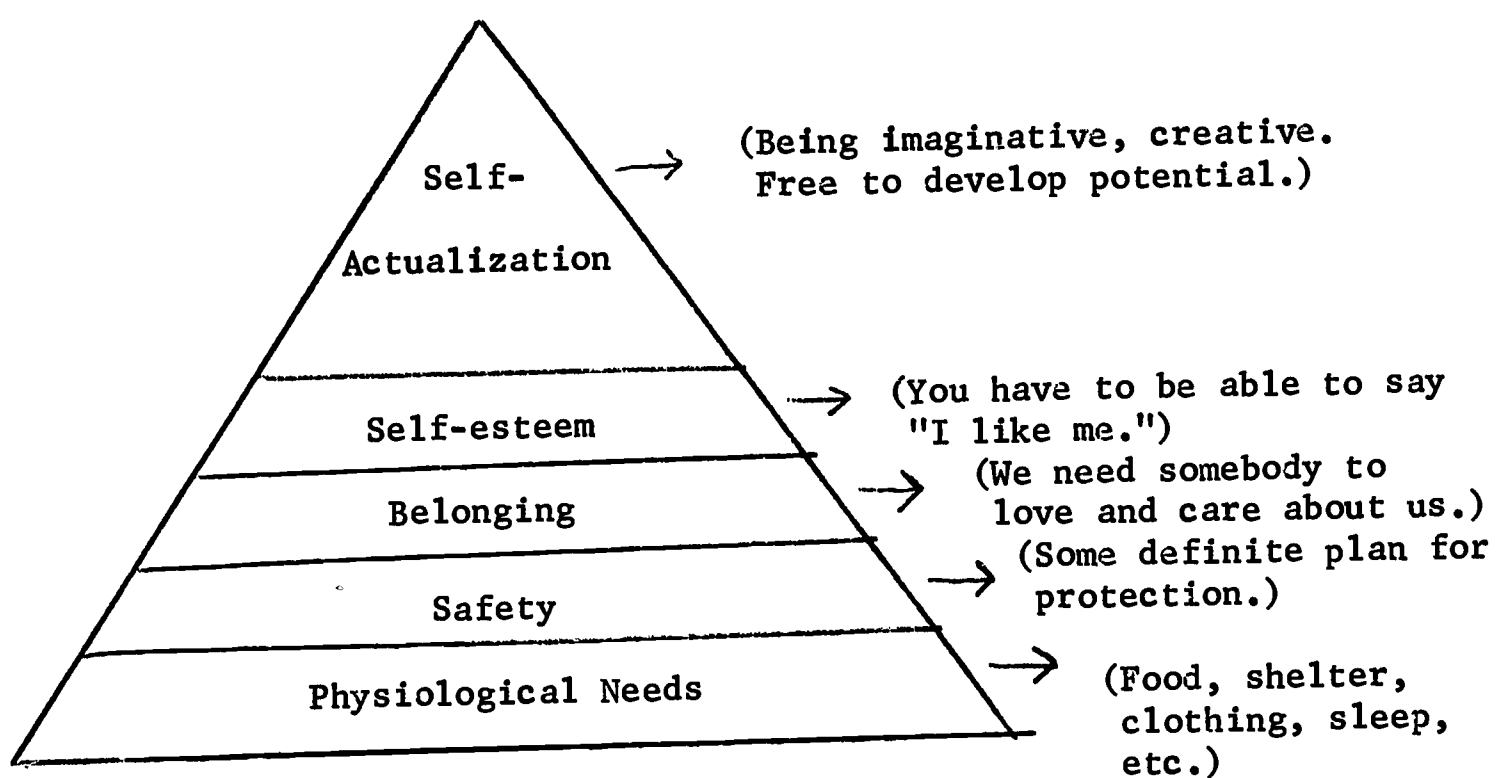 Self-
Actualization
(Being imaginative, creative.
Free to develop potential.)
Self-esteem
(You have to be able to say
"I like me.")
Belonging
(We need somebody to
love and care about us.)
Safety
(Some definite plan for
protection.)
Physiological Needs
(Food, shelter,
clothing, sleep,
etc.)